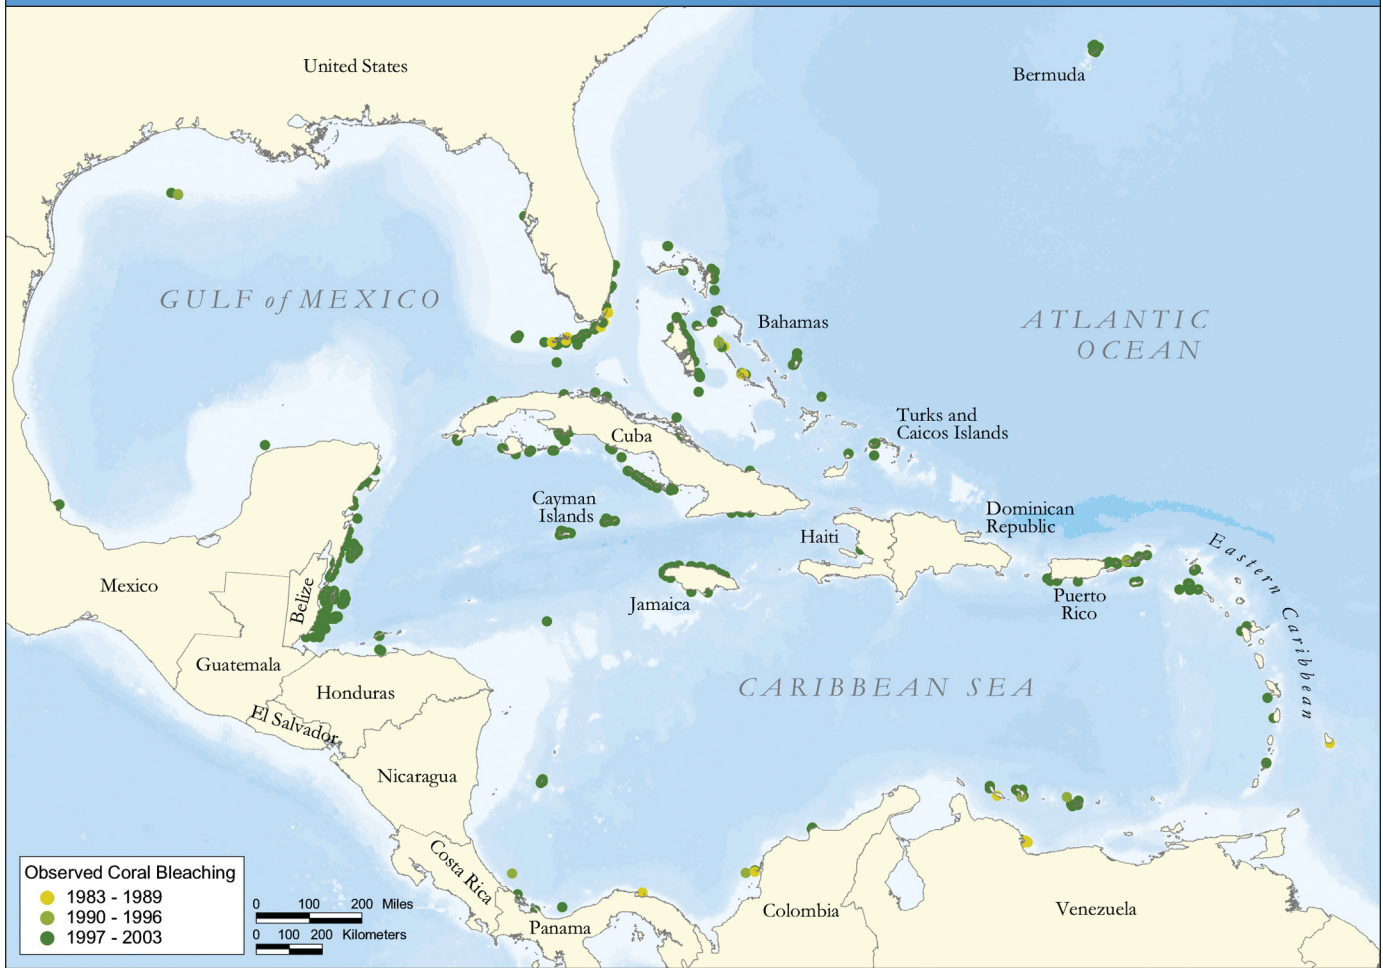 United States
Bermuda
GULF of MEXICO
Bahamas
ATLANTIC
OCEAN
Turks and
Caicos Islands
Cuba
Cayman
Islands
Dominican
Republic
Haiti
Eastern Caribbean
Mexico
Belize
Jamaica
Puerto
Rico
Guatemala
Honduras
CARIBBEAN SEA
El Salvador
Nicaragua
Costa Rica
Panama
Colombia
Venezuela
Observed Coral Bleaching
1983 - 1989
1990 - 1996
1997 - 2003
0 100 200 Miles
0 100 200 Kilometers